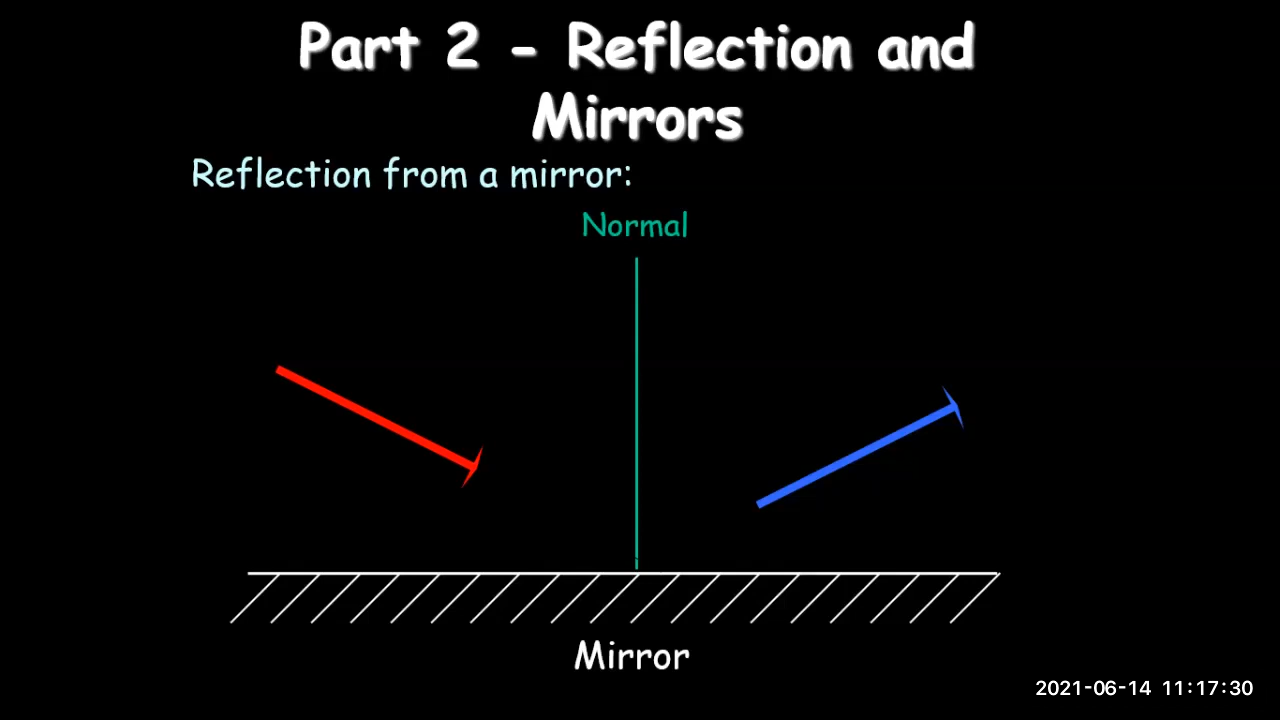 Part 2 - Reflection and
Mirrors
Reflection from a mirror:
Normal
Mirror
2021-06-14 11:17:30